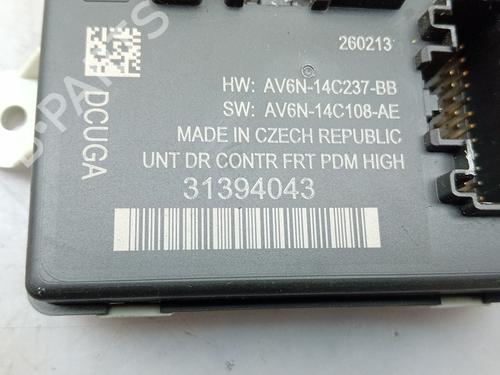 260213
HW: AV6N-14C237-BB
SW: AV6N-14C108-AE
MADE IN CZECH REPUBLIC
UNT DR CONTR FRT PDM HIGH
31394043
DCUGA
B-PARTS